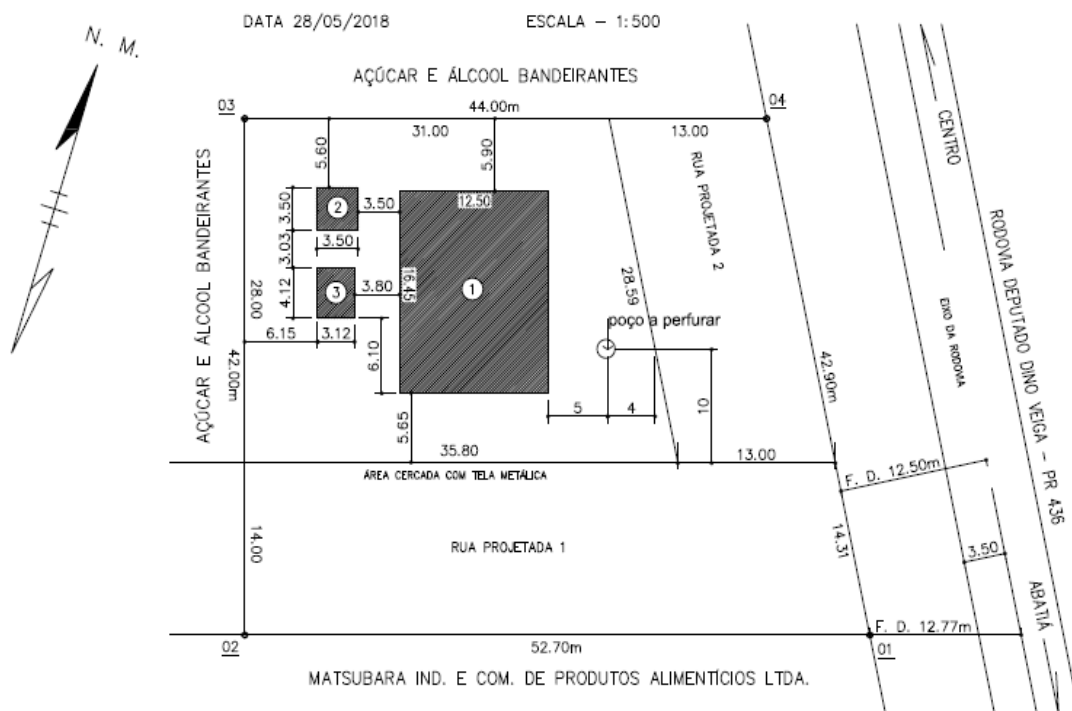 DATA 28/05/2018
ESCALA - 1:500
N. M.
AÇÚCAR E ÁLCOOL BANDEIRANTES
03
44.00m
04
31.00
13.00
5.60
5.90
CENTRO
RUA PROJETADA 2
AÇÚCAR E ÁLCOOL BANDEIRANTES
3.50
2
3.50
12.50
3.50
3.03
RODOVIA DEPUTADO DINO VEIGA - PR 436
28.59
28.00
4.12
3
3.80
16.45
1
EIXO DA RODOVIA
poço a perfurar
6.15
3.12
6.10
42.00m
42.90m
5
4
10
5.65
35.80
13.00
ÁREA CERCADA COM TELA METÁLICA
F. D. 12.50m
14.00
RUA PROJETADA 1
14.31
3.50
ABATIÁ
F. D. 12.77m
02
52.70m
01
MATSUBARA IND. E COM. DE PRODUTOS ALIMENTÍCIOS LTDA.